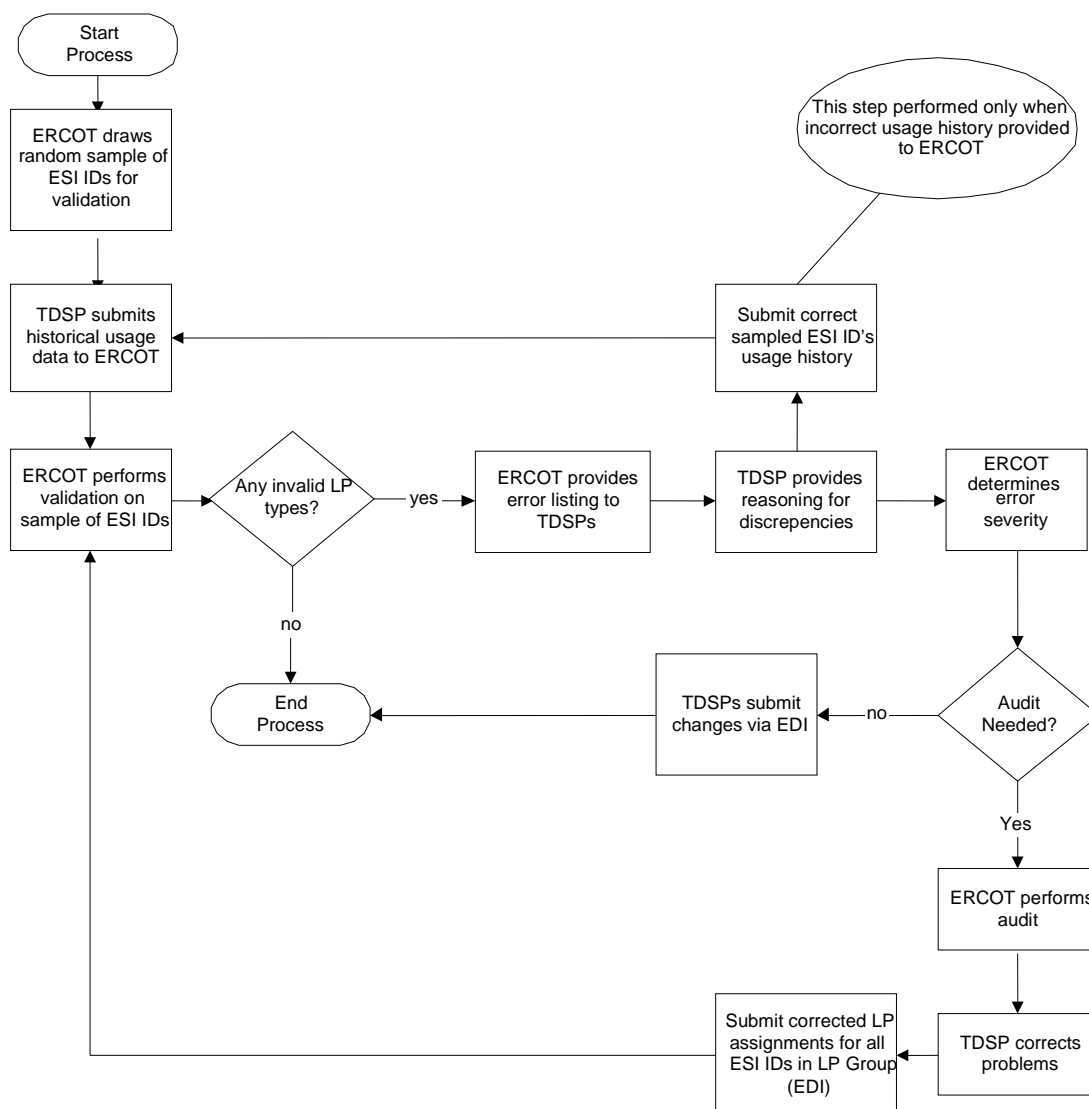 Start
Process
This step performed only when
incorrect usage history provided
to ERCOT
ERCOT draws
random sample of
ESI IDs for
validation
TDSP submits
historical usage
data to ERCOT
Submit correct
sampled ESI ID's
usage history
ERCOT performs
validation on
sample of ESI IDs
Any invalid LP
types?
yes
ERCOT provides
error listing to
TDSPs
TDSP provides
reasoning for
discrepencies
ERCOT
determines
error
severity
no
End
Process
TDSPs submit
changes via EDI
no
Audit
Needed?
Yes
ERCOT performs
audit
Submit corrected LP
assignments for all
ESI IDs in LP Group
(EDI)
TDSP corrects
problems